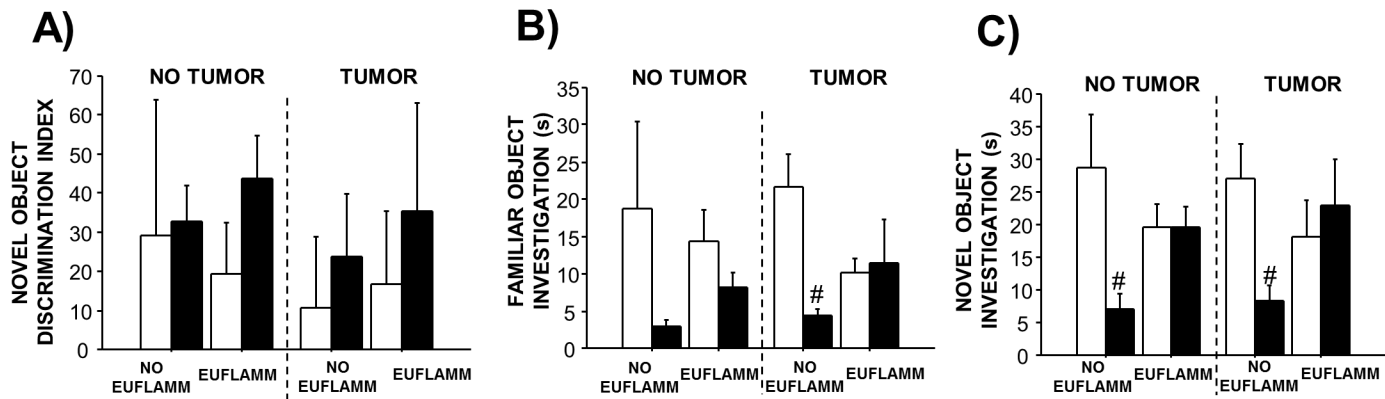 A)
NO TUMOR
TUMOR
NOVEL OBJECT
DISCRIMINATION INDEX
70
60
50
40
30
20
10
0
NO
EUFLAMM
EUFLAMM
NO
EUFLAMM
EUFLAMM
B)
NO TUMOR
TUMOR
FAMILIAR OBJECT
INVESTIGATION (s)
35
30
25
20
15
10
5
0
#
NO
EUFLAMM
EUFLAMM
NO
EUFLAMM
EUFLAMM
C)
NO TUMOR
TUMOR
NOVEL OBJECT
INVESTIGATION (s)
40
35
30
25
20
15
10
5
0
#
#
NO
EUFLAMM
EUFLAMM
NO
EUFLAMM
EUFLAMM